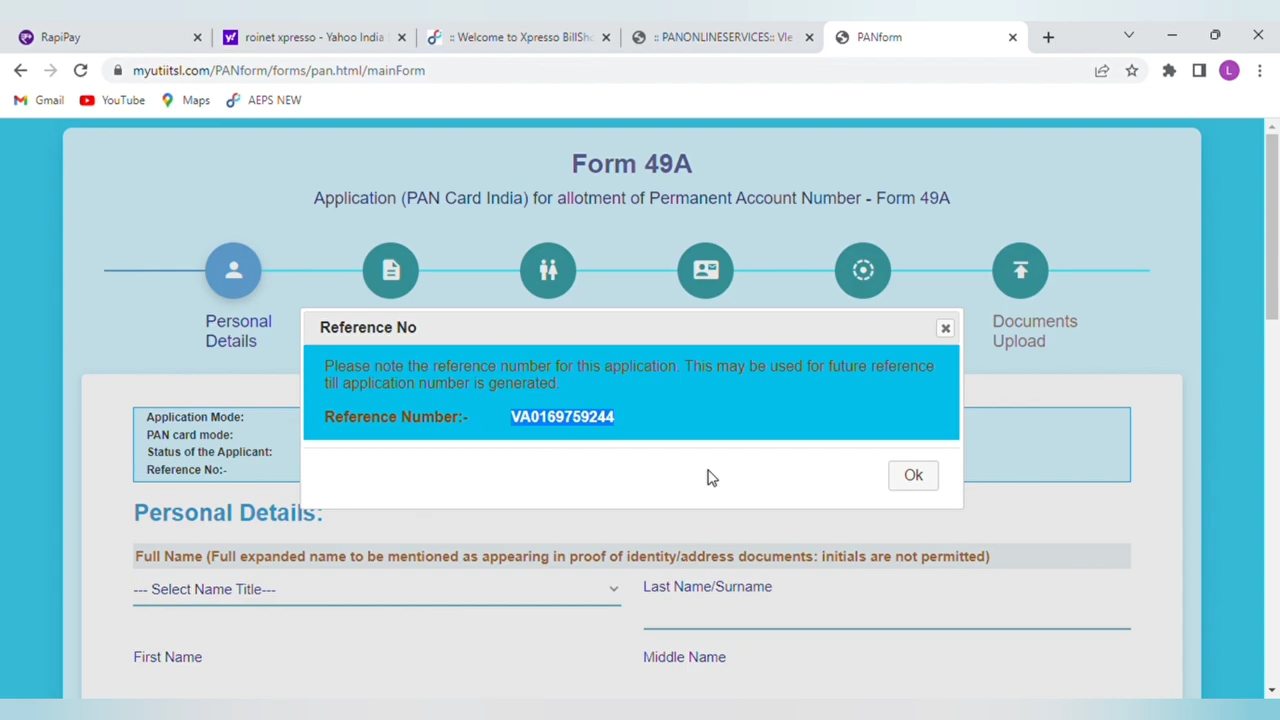 RapiPay
roinet xpresso - Yahoo India
:: Welcome to Xpresso BillSho
:: PANONLINESERVICES:: Vle
PANform
myutiitsl.com/PANform/forms/pan.html/mainForm
L
Gmail
YouTube
Maps
AEPS NEW
Form 49A
Application (PAN Card India) for allotment of Permanent Account Number - Form 49A
Personal
Details
Documents
Upload
Reference No
Please note the reference number for this application. This may be used for future reference
till application number is generated.
Reference Number:- VA0169759244
Ok
Application Mode:
PAN card mode:
Status of the Applicant:
Reference No:-
Personal Details:
Full Name (Full expanded name to be mentioned as appearing in proof of identity/address documents: initials are not permitted)
--- Select Name Title---
Last Name/Surname
First Name
Middle Name